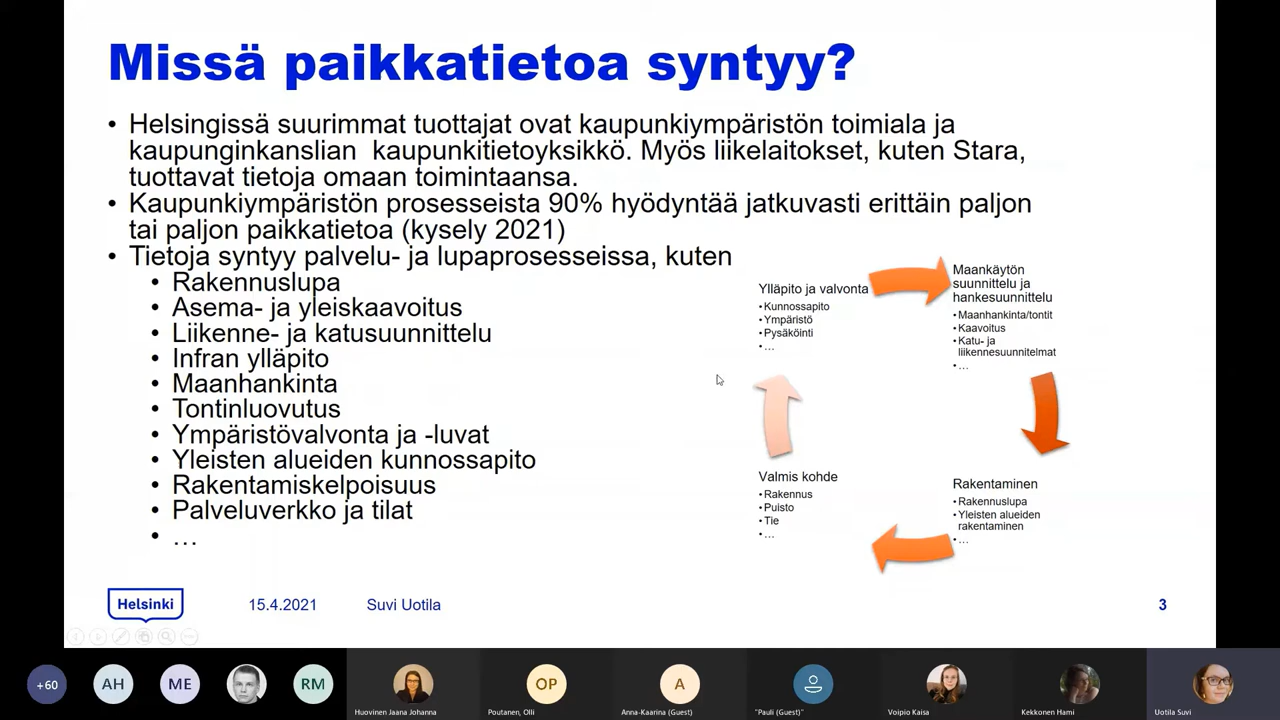 Missä paikkatietoa syntyy?
• Helsingissä suurimmat tuottajat ovat kaupunkiympäristön toimiala ja
kaupunginkanslian kaupunkitietoyksikkö. Myös liikelaitokset, kuten Stara,
tuottavat tietoja omaan toimintaansa.
• Kaupunkiympäristön prosesseista 90% hyödyntää jatkuvasti erittäin paljon
tai paljon paikkatietoa (kysely 2021)
• Tietoja syntyy palvelu- ja lupaprosesseissa, kuten
• Rakennuslupa
• Asema- ja yleiskaavoitus
• Liikenne- ja katusuunnittelu
• Infran ylläpito
• Maanhankinta
• Tontinluovutus
• Ympäristövalvonta ja -luvat
• Yleisten alueiden kunnossapito
• Rakentamiskelpoisuus
• Palveluverkko ja tilat
• …
Ylläpito ja valvonta
• Kunnossapito
• Ympäristö
• Pysäköinti
• …
Maankäytön
suunnittelu ja
hankesuunnittelu
• Maanhankinta/tontit
• Kaavoitus
• Katu- ja
liikennesuunnitelmat
• …
Rakentaminen
• Rakennuslupa
• Yleisten alueiden
rakentaminen
• …
Valmis kohde
• Rakennus
• Puisto
• Tie
• …
Helsinki
15.4.2021
Suvi Uotila
3
+60
AH
ME
RM
Huovinen Jaana Johanna
OP
Poutanen, Olli
A
Anna-Kaarina (Guest)
"Pauli (Guest)"
Voipio Kaisa
Kekkonen Hami
Uotila Suvi